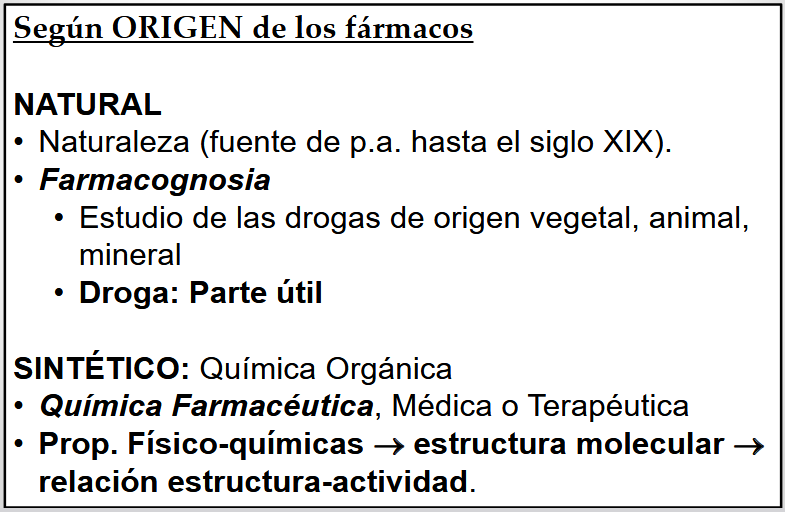 Según ORIGEN de los fármacos
NATURAL
• Naturaleza (fuente de p.a. hasta el siglo XIX).
• Farmacognosia
• Estudio de las drogas de origen vegetal, animal,
mineral
• Droga: Parte útil
SINTÉTICO: Química Orgánica
• Química Farmacéutica, Médica o Terapéutica
• Prop. Físico-químicas → estructura molecular →
relación estructura-actividad.